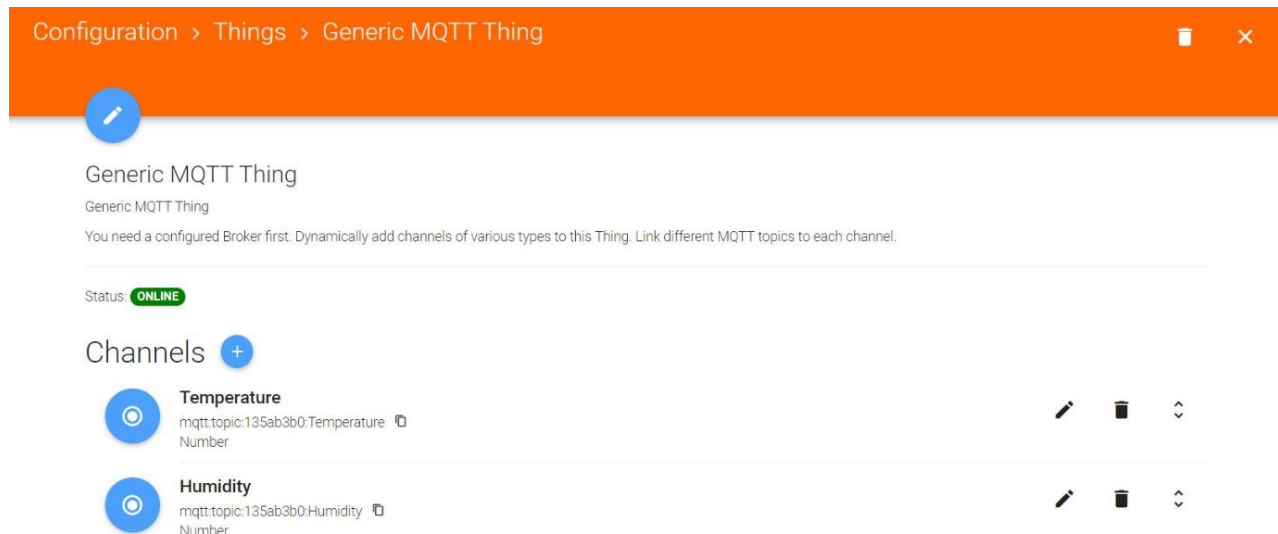 Configuration > Things > Generic MQTT Thing
Generic MQTT Thing
Generic MQTT Thing
You need a configured Broker first. Dynamically add channels of various types to this Thing. Link different MQTT topics to each channel.
Status: ONLINE
Channels
Temperature
mqtt:topic:135ab3b0:Temperature
Number
Humidity
mqtt:topic:135ab3b0:Humidity
Number